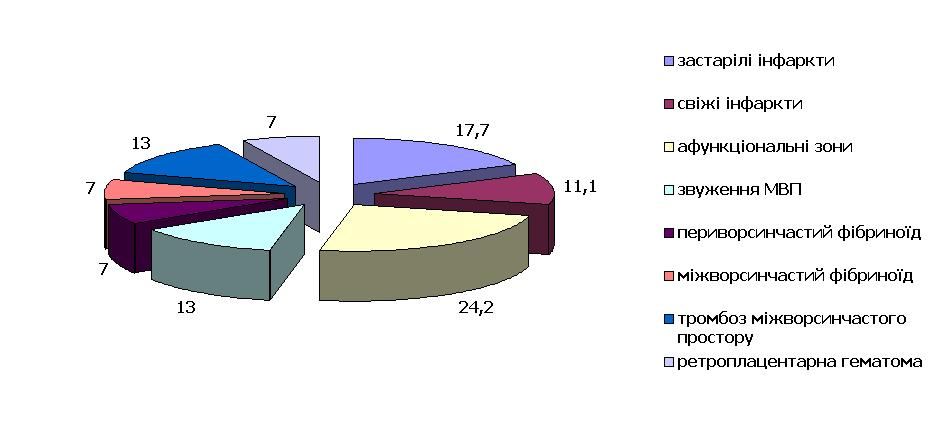 7
17,7
13
11,1
7
7
13
24,2
застарілі інфаркти
свіжі інфаркти
афункціональні зони
звуження МВП
периворсинчастий фібриноїд
міжворсинчастий фібриноїд
тромбоз міжворсинчастого
простору
ретроплацентарна гематома